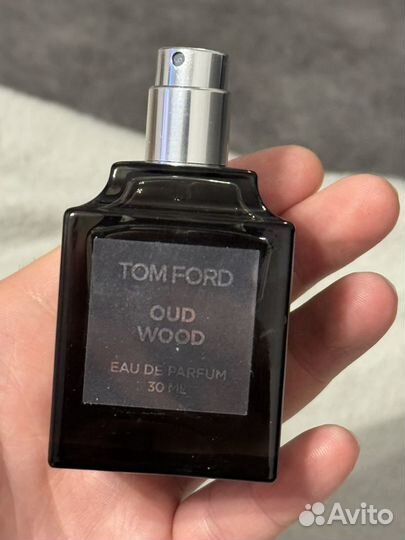 TOM FORD
OUD
WOOD
EAU DE PARFUM
30 ML
Avito